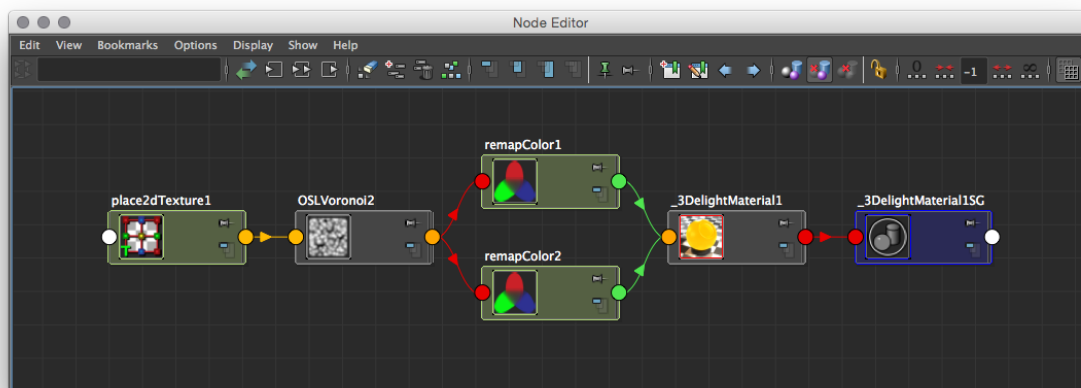 Node Editor
Edit View Bookmarks Options Display Show Help
0 -1
remapColor1
place2dTexture1 OSLVoronoi2 _3DelightMaterial1 _3DelightMaterial1SG
remapColor2